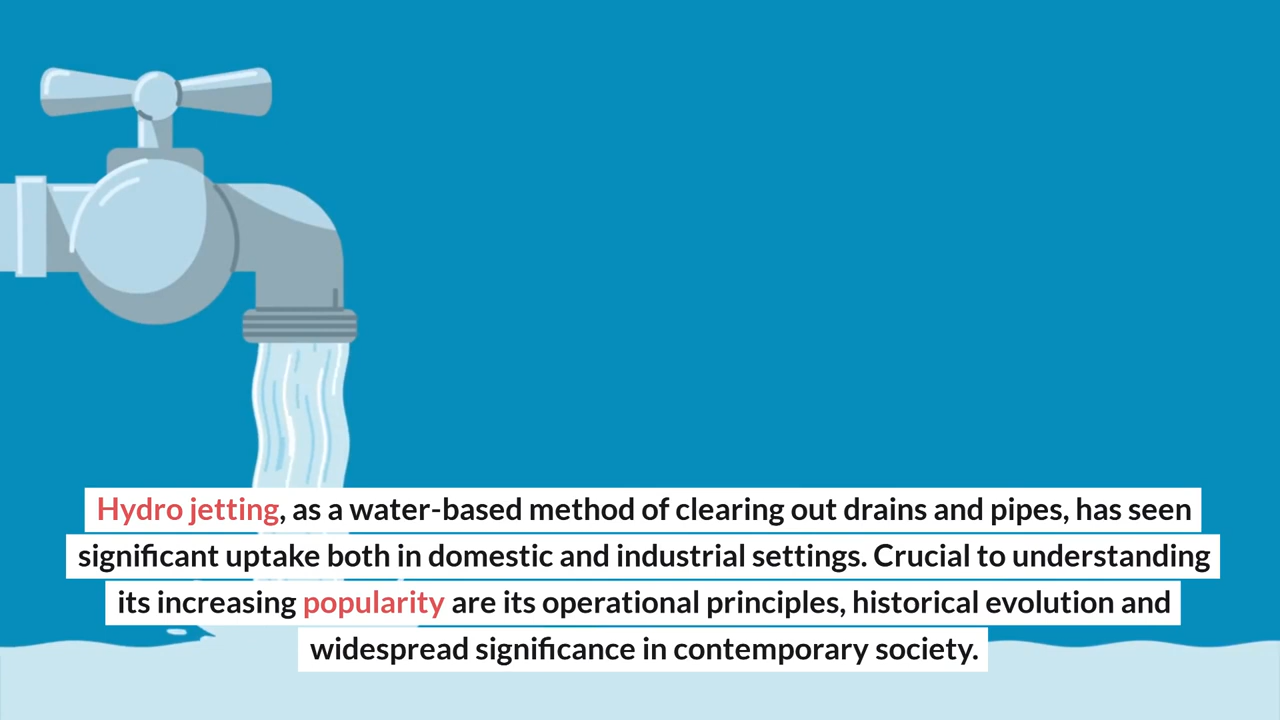 Hydro jetting, as a water-based method of clearing out drains and pipes, has seen
significant uptake both in domestic and industrial settings. Crucial to understanding
its increasing popularity are its operational principles, historical evolution and
widespread significance in contemporary society.